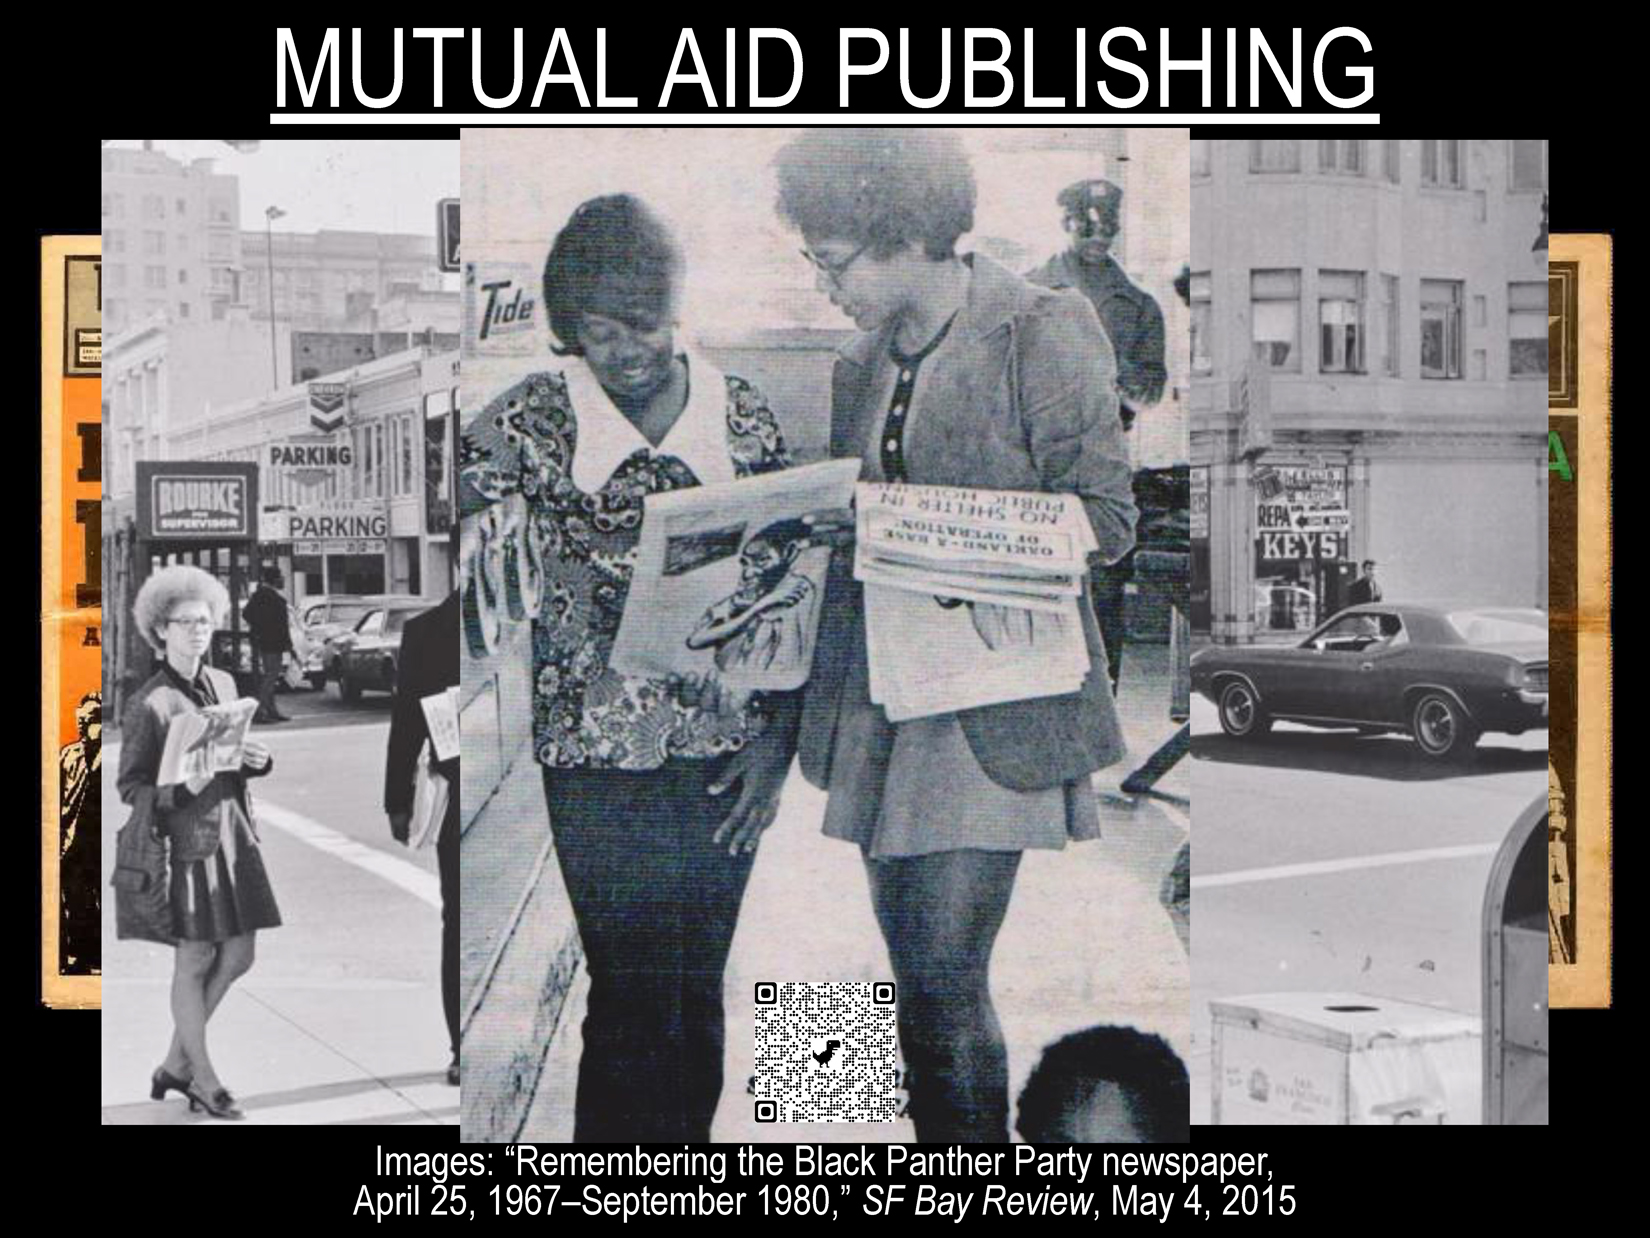 MUTUAL AID PUBLISHING
Tide
PARKING
ROURKE
SUPERVISOR
PARKING
PUBLIC HOUSING
NO SHELTER IN
OF OPERATION'
OAKLAND-A BASE
REPA
KEYS
A
A
Images: “Remembering the Black Panther Party newspaper,
April 25, 1967–September 1980,” SF Bay Review, May 4, 2015